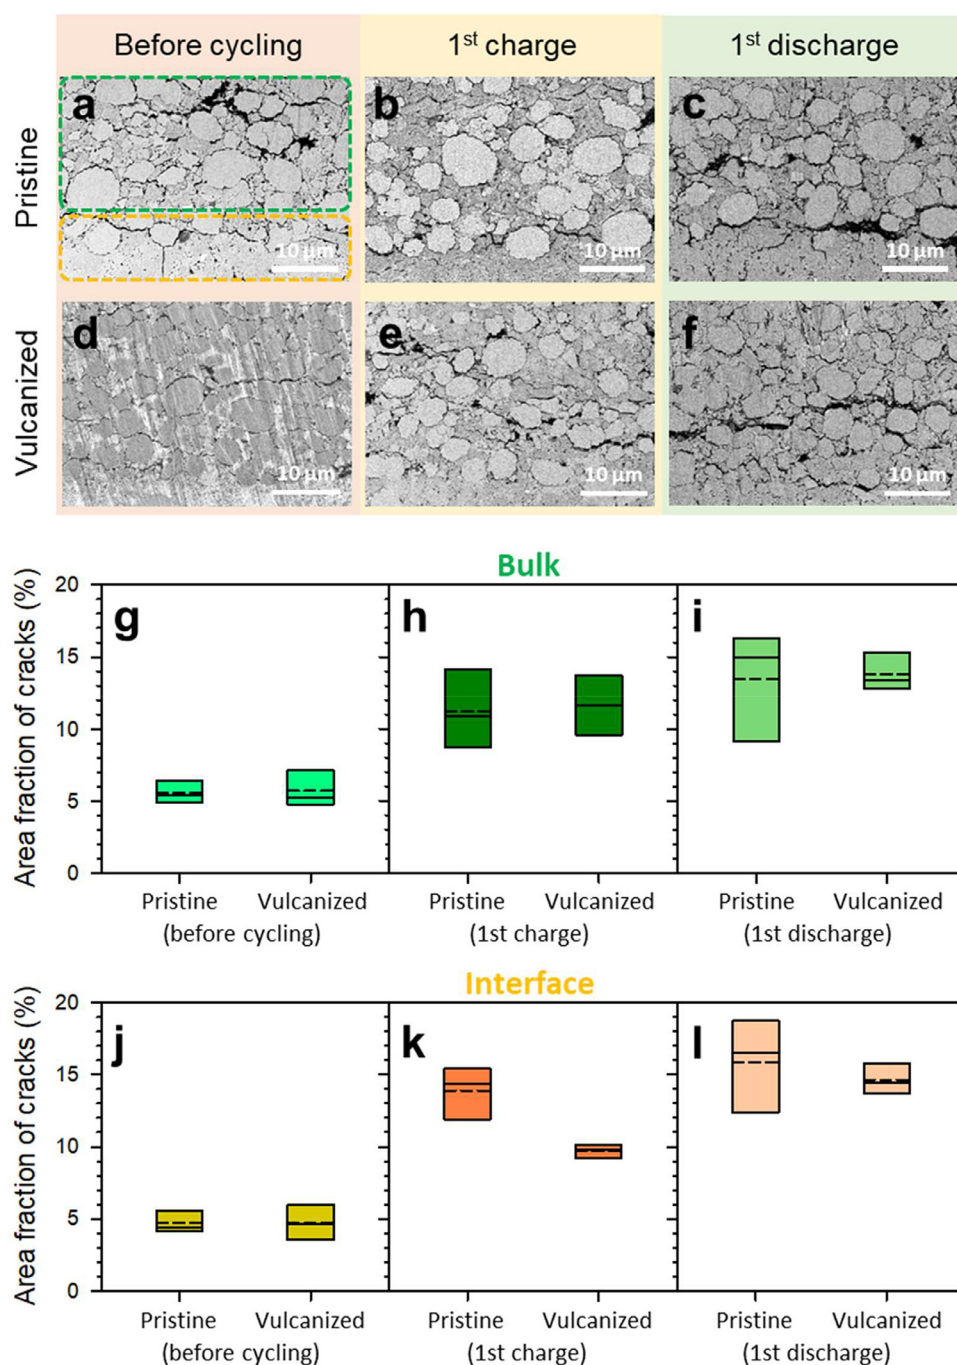 Before cycling
1st charge
1st discharge
Pristine
a
10 µm
b
10 µm
c
10 µm
Vulcanized
d
10 µm
e
10 µm
f
10 µm
Bulk
Area fraction of cracks (%)
20
15
10
5
0
g
h
i
Pristine Vulcanized Pristine Vulcanized Pristine Vulcanized
(before cycling) (1st charge) (1st discharge)
Interface
Area fraction of cracks (%)
20
15
10
5
0
j
k
l
Pristine Vulcanized Pristine Vulcanized Pristine Vulcanized
(before cycling) (1st charge) (1st discharge)